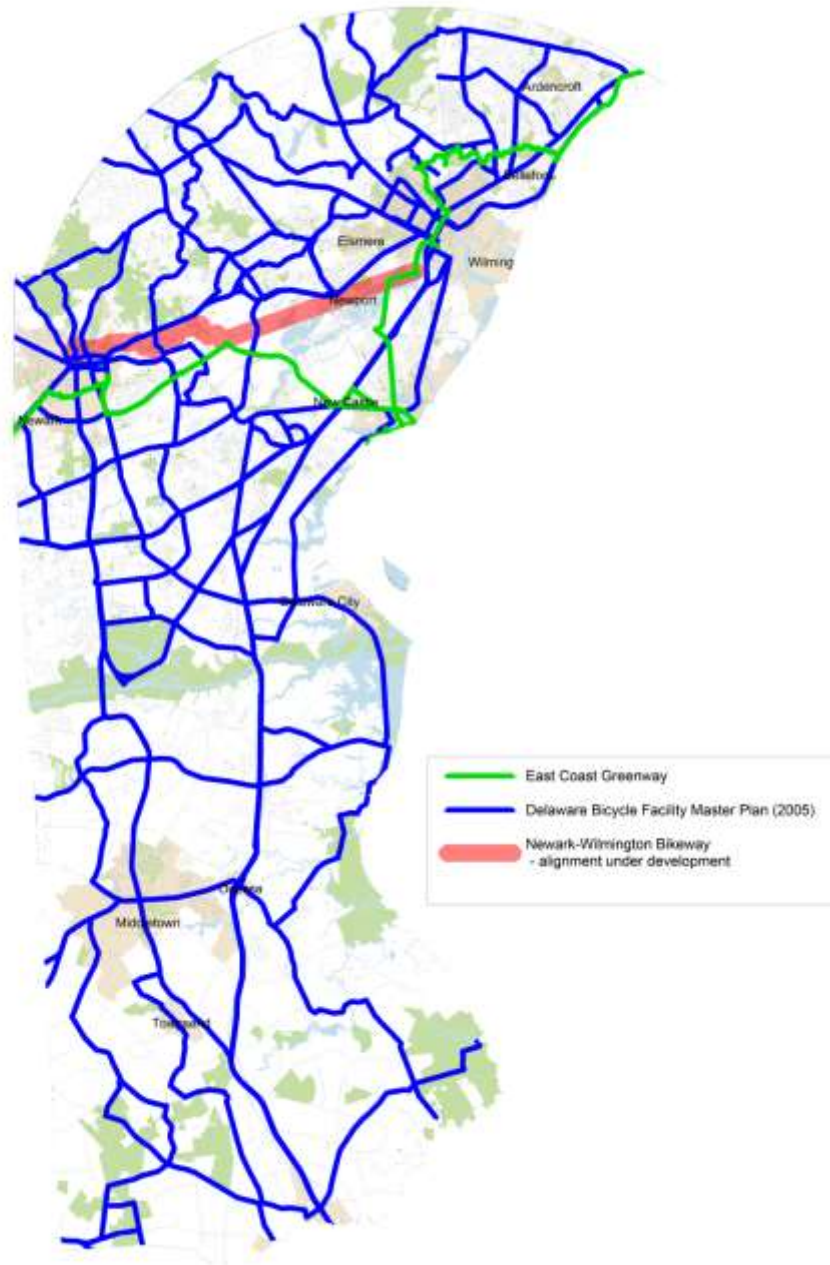 Ardencroft
Bellefon
Elsmere
Wilming
Newport
New Castle
Newark
Delaware City
East Coast Greenway
Delaware Bicycle Facility Master Plan (2005)
Newark-Wilmington Bikeway
- alignment under development
Odessa
Middletown
Townsend